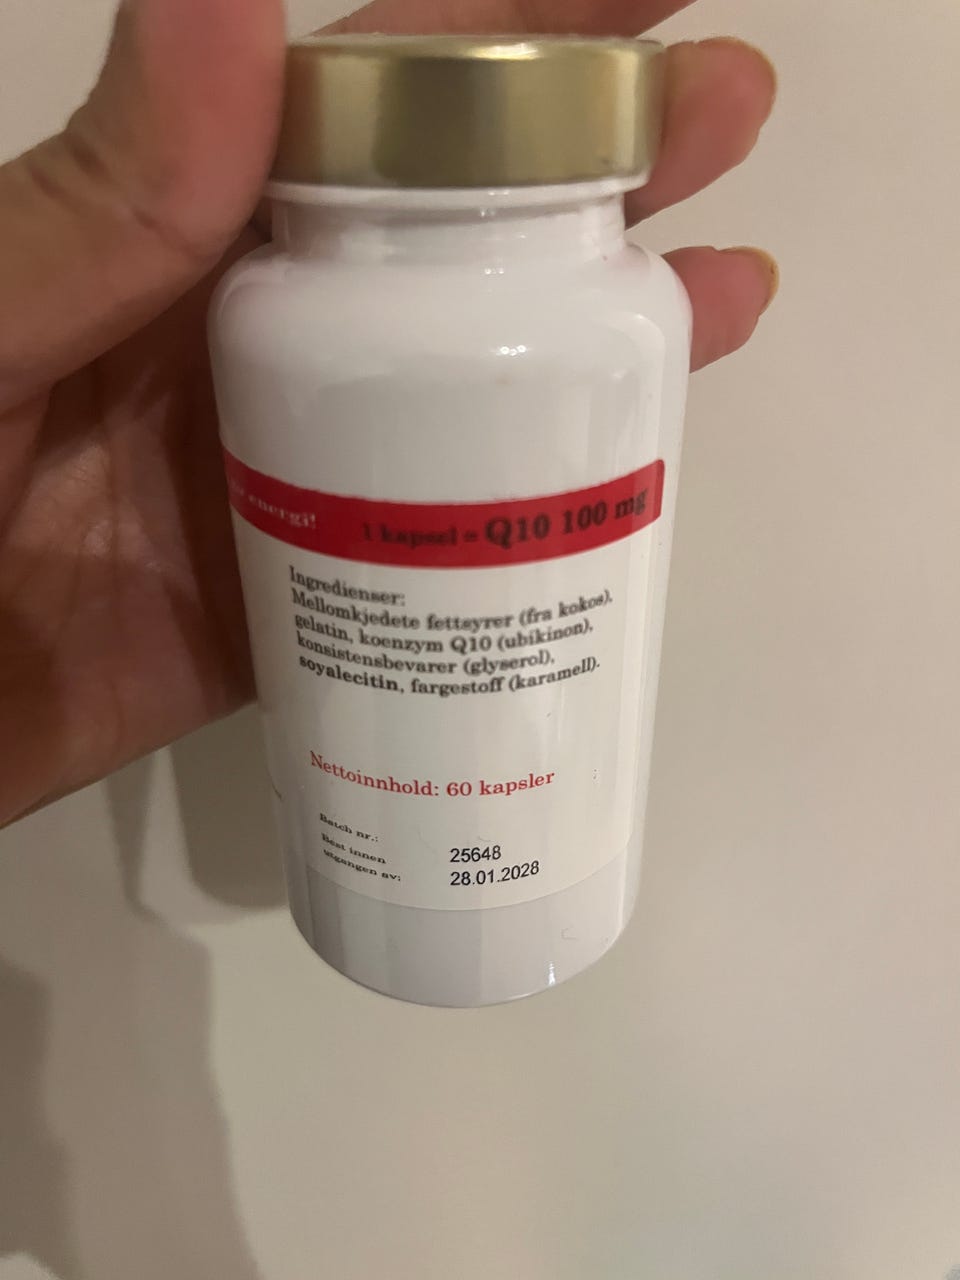 energi!
1 kapsel = Q10 100 mg
Ingredienser:
Mellomkjedete fettsyrer (fra kokos),
gelatin, koenzym Q10 (ubikinon),
konsistensbevarer (glyserol),
soyalecitin, fargestoff (karamell).
Nettoinnhold: 60 kapsler
Batch nr.: 25648
Best innen
utgangen av: 28.01.2028